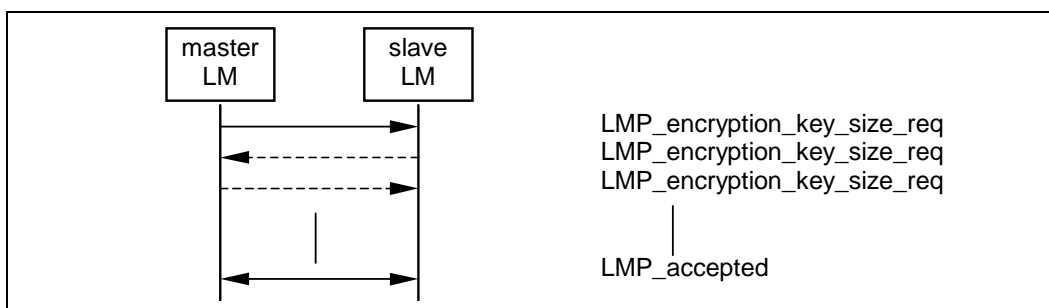 master
LM
slave
LM
LMP_encryption_key_size_req
LMP_encryption_key_size_req
LMP_encryption_key_size_req
LMP_accepted